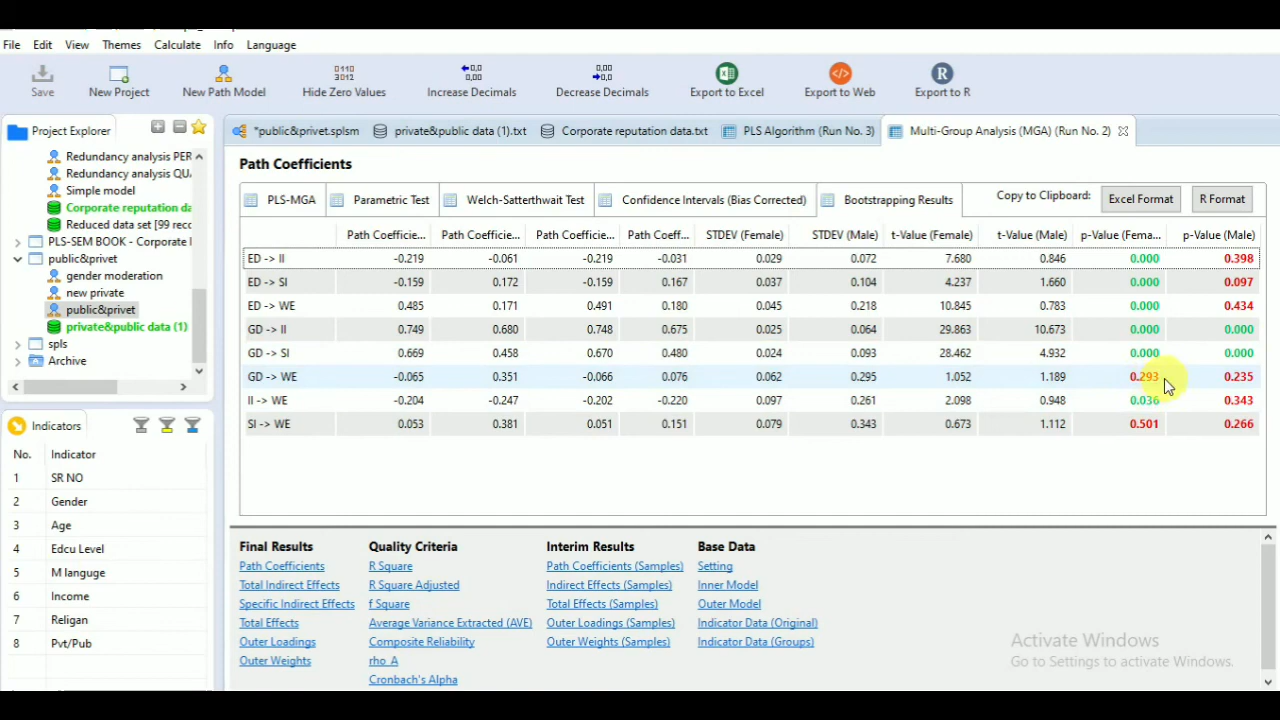 File Edit View Themes Calculate Info Language
Save New Project New Path Model Hide Zero Values Increase Decimals Decrease Decimals Export to Excel Export to Web Export to R
Project Explorer
Redundancy analysis PER
Redundancy analysis QU
Simple model
Corporate reputation da
Reduced data set [99 recc
PLS-SEM BOOK - Corporate I
public&privet
gender moderation
new private
public&privet
private&public data (1)
spls
Archive
Indicators
No. Indicator
1 SR NO
2 Gender
3 Age
4 Edcu Level
5 M languge
6 Income
7 Religan
8 Pvt/Pub
*public&privet.splsm private&public data (1).txt Corporate reputation data.txt PLS Algorithm (Run No. 3) Multi-Group Analysis (MGA) (Run No. 2)
Path Coefficients
PLS-MGA Parametric Test Welch-Satterthwait Test Confidence Intervals (Bias Corrected) Bootstrapping Results Copy to Clipboard: Excel Format R Format
Path Coefficie... Path Coefficie... Path Coefficie... Path Coeff... STDEV (Female) STDEV (Male) t-Value (Female) t-Value (Male) p-Value (Fema... p-Value (Male)
ED -> II -0.219 -0.061 -0.219 -0.031 0.029 0.072 7.680 0.846 0.000 0.398
ED -> SI -0.159 0.172 -0.159 0.167 0.037 0.104 4.237 1.660 0.000 0.097
ED -> WE 0.485 0.171 0.491 0.180 0.045 0.218 10.845 0.783 0.000 0.434
GD -> II 0.749 0.680 0.748 0.675 0.025 0.064 29.863 10.673 0.000 0.000
GD -> SI 0.669 0.458 0.670 0.480 0.024 0.093 28.462 4.932 0.000 0.000
GD -> WE -0.065 0.351 -0.066 0.076 0.062 0.295 1.052 1.189 0.293 0.235
II -> WE -0.204 -0.247 -0.202 -0.220 0.097 0.261 2.098 0.948 0.036 0.343
SI -> WE 0.053 0.381 0.051 0.151 0.079 0.343 0.673 1.112 0.501 0.266
Final Results Quality Criteria Interim Results Base Data
Path Coefficients R Square Path Coefficients (Samples) Setting
Total Indirect Effects R Square Adjusted Indirect Effects (Samples) Inner Model
Specific Indirect Effects f Square Total Effects (Samples) Outer Model
Total Effects Average Variance Extracted (AVE) Outer Loadings (Samples) Indicator Data (Original)
Outer Loadings Composite Reliability Outer Weights (Samples) Indicator Data (Groups)
Outer Weights rho_A
Cronbach's Alpha
Activate Windows
Go to Settings to activate Windows.